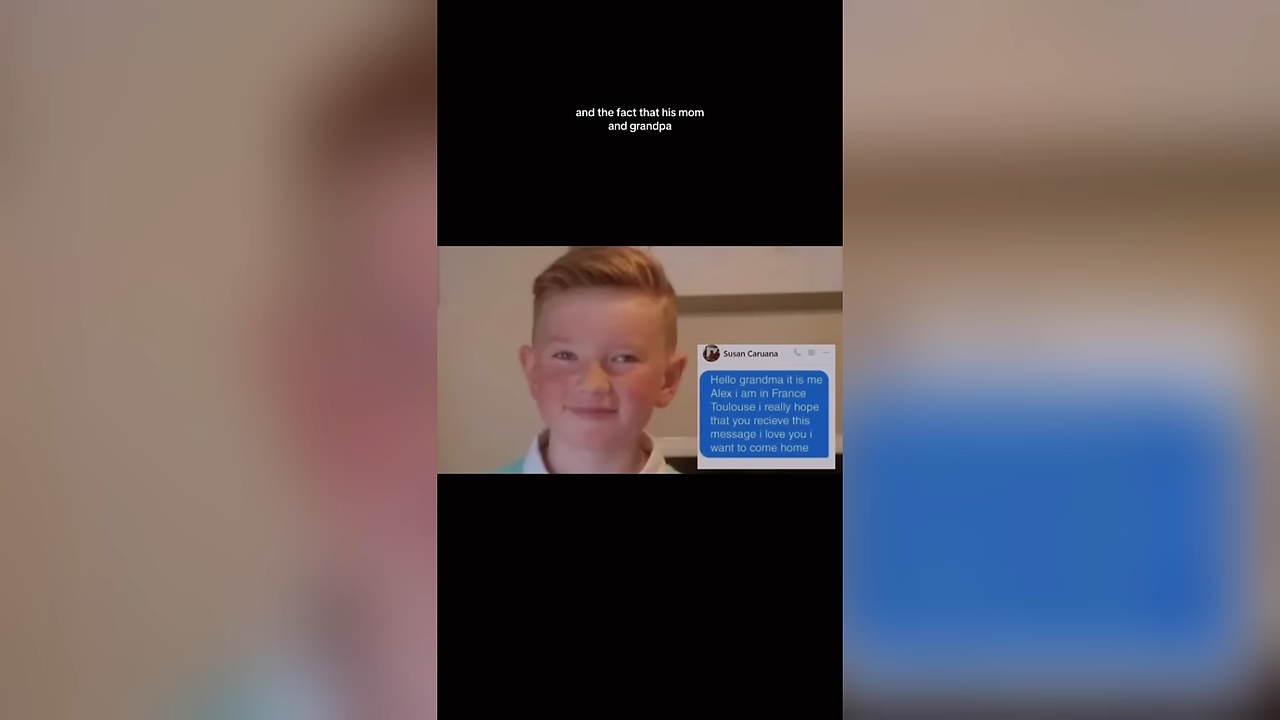 and the fact that his mom
and grandpa
Susan Caruana
Hello grandma it is me
Alex i am in France
Toulouse i really hope
that you recieve this
message i love you i
want to come home